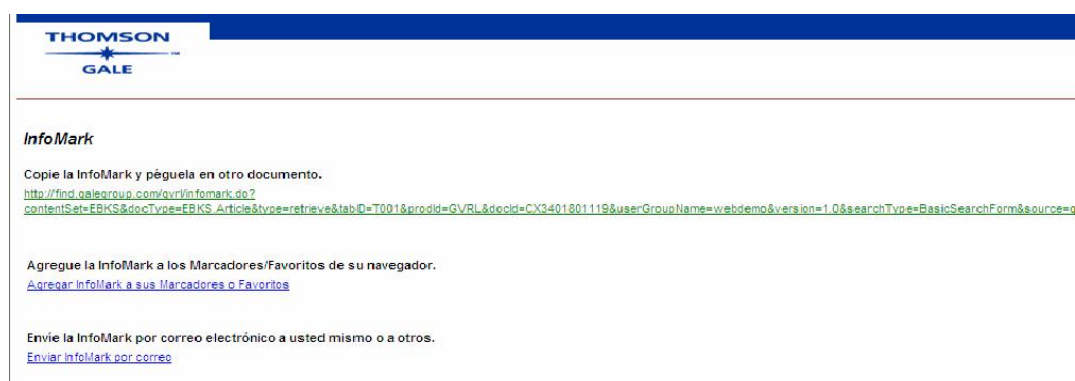 THOMSON
GALE
InfoMark
Copie la InfoMark y péguela en otro documento.
http://find.galegroup.com/gvrl/infomark.do?
contentSet=EBKS&docType=EBKS.Article&type=retrieve&tabID=T001&prodId=GVRL&docId=CX3401801119&userGroupName=webdemo&version=1.0&searchType=BasicSearchForm&source=g
Agregue la InfoMark a los Marcadores/Favoritos de su navegador.
Agregar InfoMark a sus Marcadores o Favoritos
Envíe la InfoMark por correo electrónico a usted mismo o a otros.
Enviar InfoMark por correo